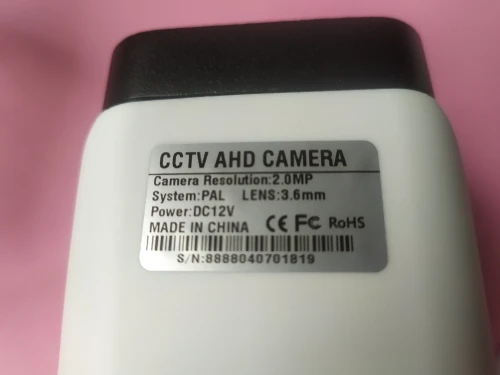 CCTV AHD CAMERA
Camera Resolution:2.0MP
System:PAL LENS:3.6mm
Power:DC12V
MADE IN CHINA CE FC RoHS
S/N:8888040701819